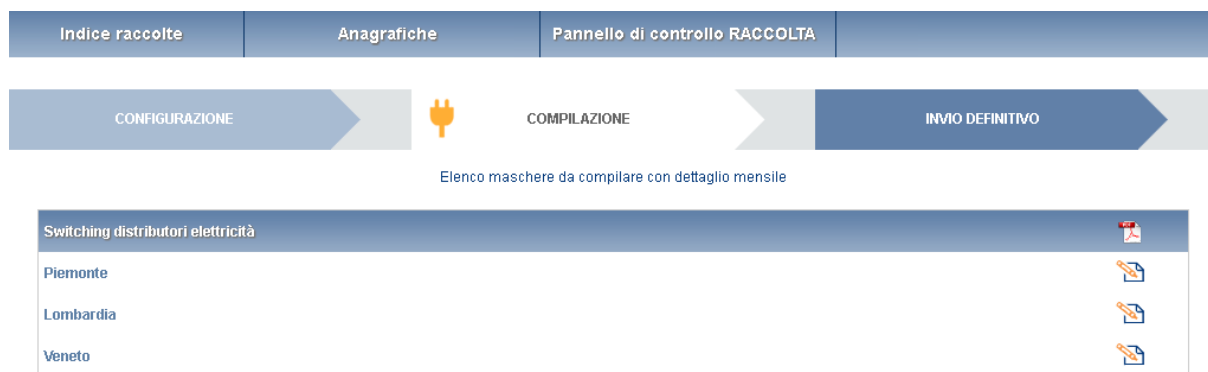 Indice raccolte Anagrafiche Pannello di controllo RACCOLTA
CONFIGURAZIONE COMPILAZIONE INVIO DEFINITIVO
Elenco maschere da compilare con dettaglio mensile
Switching distributori elettricità
Piemonte
Lombardia
Veneto